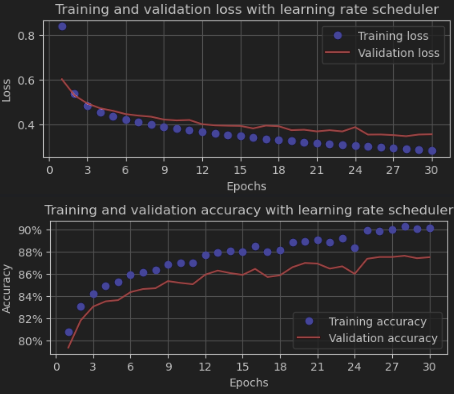 Training and validation loss with learning rate scheduler
0.8
0.6
0.4
Loss
Training loss
Validation loss
0 3 6 9 12 15 18 21 24 27 30
Epochs
Training and validation accuracy with learning rate scheduler
90%
88%
86%
84%
82%
80%
Accuracy
Training accuracy
Validation accuracy
0 3 6 9 12 15 18 21 24 27 30
Epochs